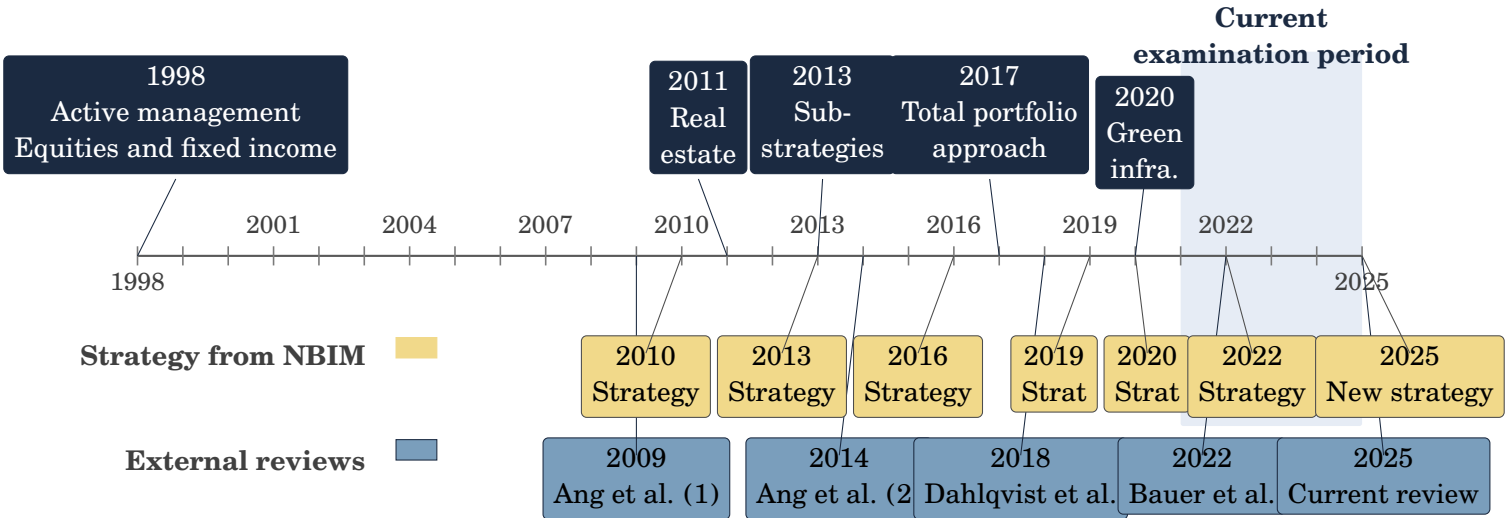 Current
examination period
1998
Active management
Equities and fixed income
2011
Real
estate
2013
Sub-
strategies
2017
Total portfolio
approach
2020
Green
infra.
2001
2004
2007
2010
2013
2016
2019
2022
1998
2025
Strategy from NBIM
2010
Strategy
2013
Strategy
2016
Strategy
2019
Strat
2020
Strat
2022
Strategy
2025
New strategy
External reviews
2009
Ang et al. (1)
2014
Ang et al. (2
2018
Dahlqvist et al.
2022
Bauer et al.
2025
Current review